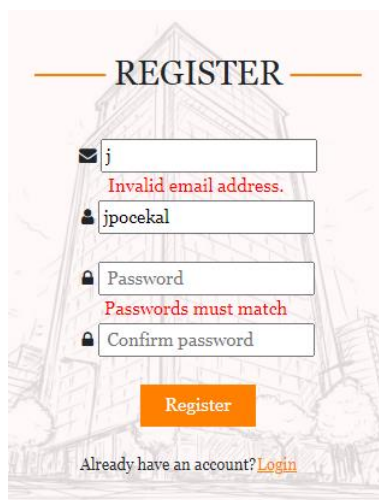 REGISTER
j
Invalid email address.
jpocekal
Password
Passwords must match
Confirm password
Register
Already have an account? Login